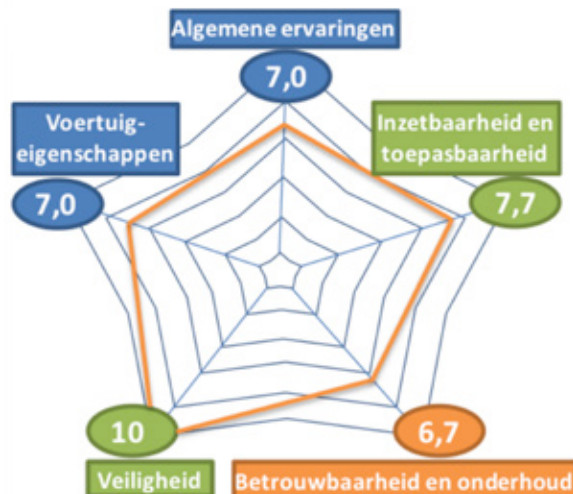 Algemene ervaringen
7,0
Voertuig-
eigenschappen
7,0
Inzetbaarheid en
toepasbaarheid
7,7
10
Veiligheid
6,7
Betrouwbaarheid en onderhoud